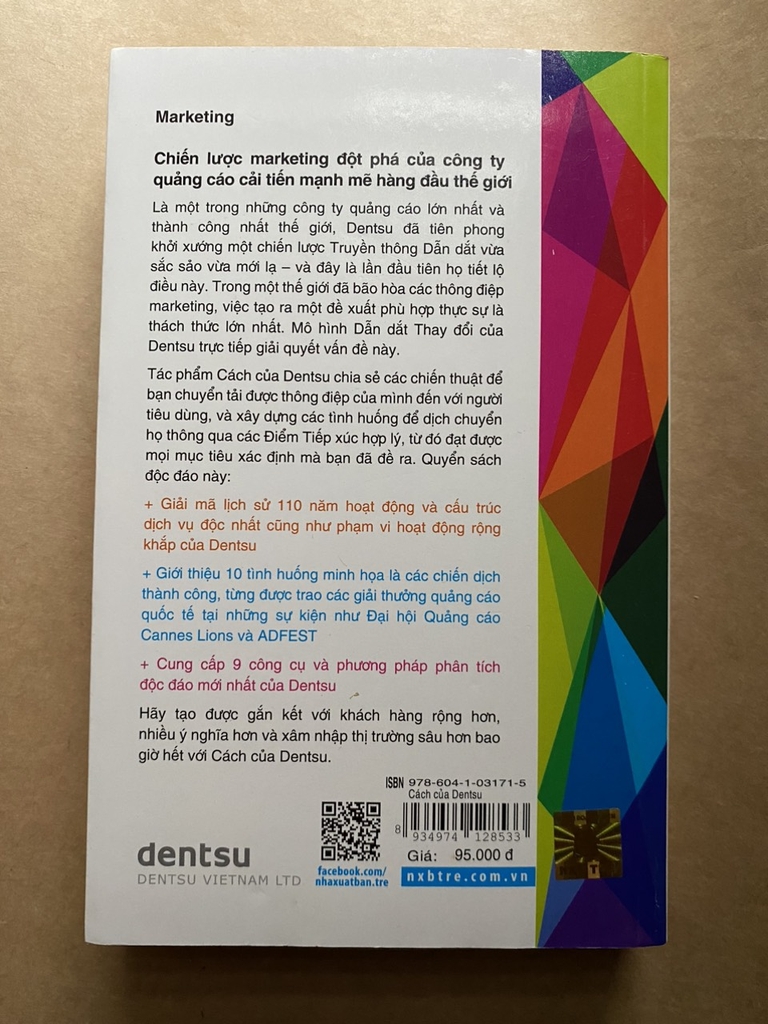 Marketing
Chiến lược marketing đột phá của công ty
quảng cáo cải tiến mạnh mẽ hàng đầu thế giới
Là một trong những công ty quảng cáo lớn nhất và
thành công nhất thế giới, Dentsu đã tiên phong
khởi xướng một chiến lược Truyền thông Dẫn dắt vừa
sắc sảo vừa mới lạ – và đây là lần đầu tiên họ tiết lộ
điều này. Trong một thế giới đã bão hòa các thông điệp
marketing, việc tạo ra một đề xuất phù hợp thực sự là
thách thức lớn nhất. Mô hình Dẫn dắt Thay đổi của
Dentsu trực tiếp giải quyết vấn đề này.
Tác phẩm Cách của Dentsu chia sẻ các chiến thuật để
bạn chuyển tải được thông điệp của mình đến với người
tiêu dùng, và xây dựng các tình huống để dịch chuyển
họ thông qua các Điểm Tiếp xúc hợp lý, từ đó đạt được
mọi mục tiêu xác định mà bạn đã đề ra. Quyển sách
độc đáo này:
+ Giải mã lịch sử 110 năm hoạt động và cấu trúc
dịch vụ độc nhất cũng như phạm vi hoạt động rộng
khắp của Dentsu
+ Giới thiệu 10 tình huống minh họa là các chiến dịch
thành công, từng được trao các giải thưởng quảng cáo
quốc tế tại những sự kiện như Đại hội Quảng cáo
Cannes Lions và ADFEST
+ Cung cấp 9 công cụ và phương pháp phân tích
độc đáo mới nhất của Dentsu
Hãy tạo được gắn kết với khách hàng rộng hơn,
nhiều ý nghĩa hơn và xâm nhập thị trường sâu hơn bao
giờ hết với Cách của Dentsu.
ISBN 978-604-1-03171-5
Cách của Dentsu
8 934974 128533
Giá: 95.000 đ
dentsu
DENTSU VIETNAM LTD
facebook.com/
nhaxuatban.tre
nxbtre.com.vn
T